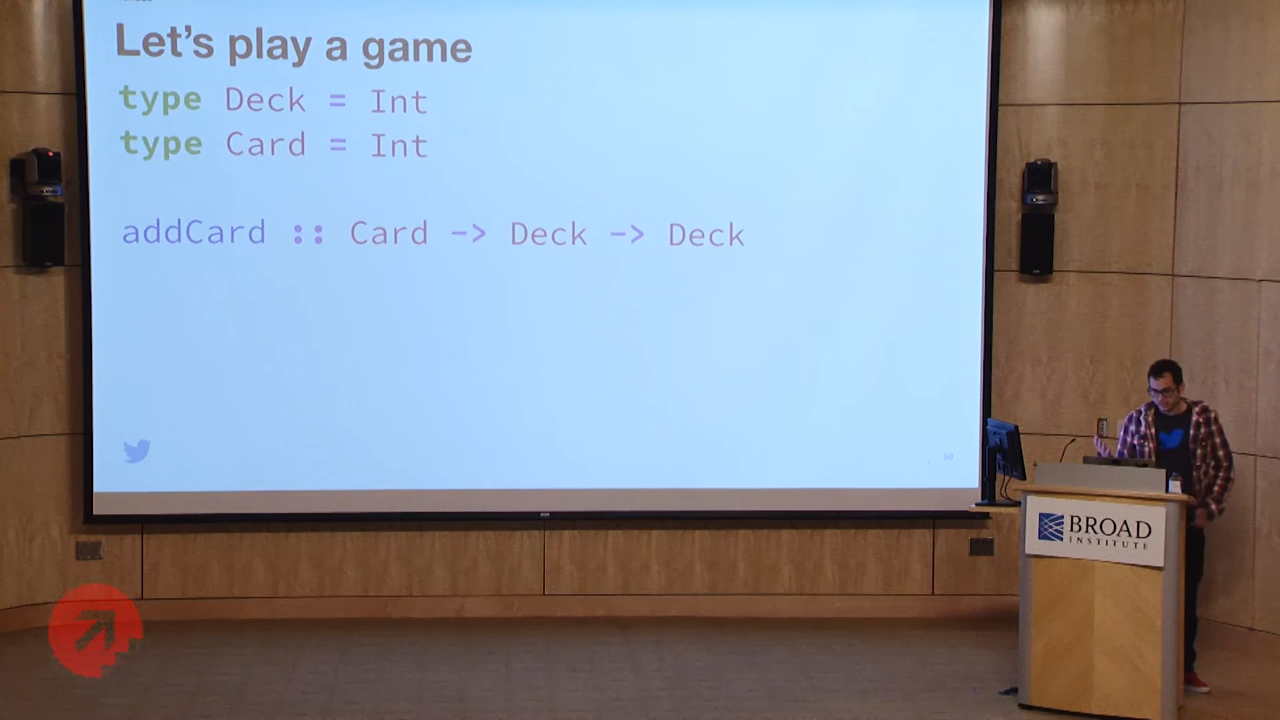 Let's play a game
type Deck = Int
type Card = Int
addCard :: Card -> Deck -> Deck
BROAD
INSTITUTE